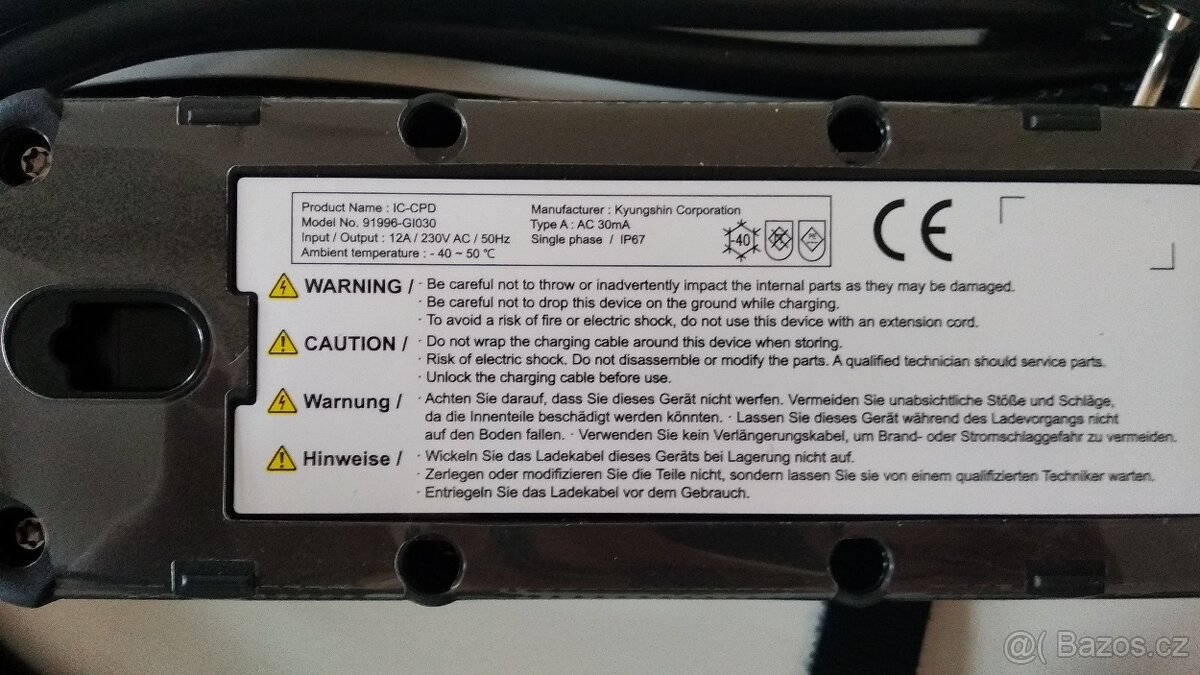 Product Name : IC-CPD
Model No. 91996-GI030
Input / Output : 12A / 230V AC / 50Hz
Ambient temperature : - 40 ~ 50 ℃
Manufacturer : Kyungshin Corporation
Type A : AC 30mA
Single phase / IP67
-40
CE
WARNING / · Be careful not to throw or inadvertently impact the internal parts as they may be damaged.
· Be careful not to drop this device on the ground while charging.
· To avoid a risk of fire or electric shock, do not use this device with an extension cord.
CAUTION / · Do not wrap the charging cable around this device when storing.
· Risk of electric shock. Do not disassemble or modify the parts. A qualified technician should service parts.
· Unlock the charging cable before use.
Warnung / · Achten Sie darauf, dass Sie dieses Gerät nicht werfen. Vermeiden Sie unabsichtliche Stöße und Schläge,
da die Innenteile beschädigt werden könnten. · Lassen Sie dieses Gerät während des Ladevorgangs nicht
auf den Boden fallen. · Verwenden Sie kein Verlängerungskabel, um Brand- oder Stromschlaggefahr zu vermeiden.
Hinweise / · Wickeln Sie das Ladekabel dieses Geräts bei Lagerung nicht auf.
· Zerlegen oder modifizieren Sie die Teile nicht, sondern lassen Sie sie von einem qualifizierten Techniker warten.
· Entriegeln Sie das Ladekabel vor dem Gebrauch.
@( Bazos.cz